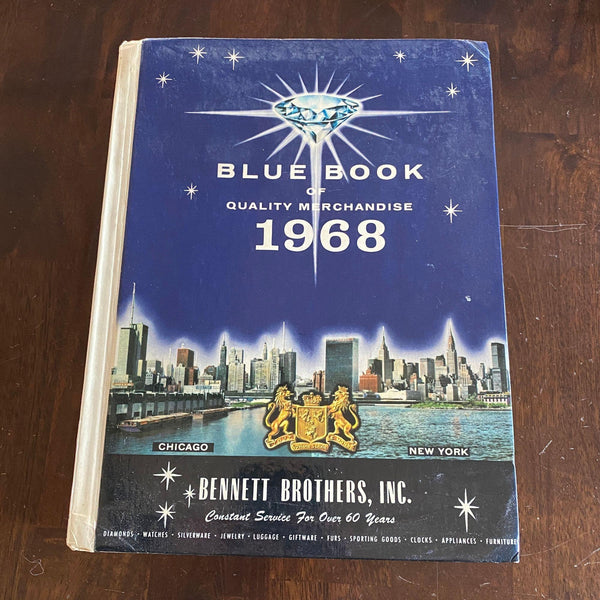 BLUE BOOK
OF
QUALITY MERCHANDISE
1968
CHICAGO
NEW YORK
BENNETT BROTHERS, INC.
Constant Service For Over 60 Years
DIAMONDS • WATCHES • SILVERWARE • JEWELRY • LUGGAGE • GIFTWARE • FURS • SPORTING GOODS • CLOCKS • APPLIANCES • FURNITURE